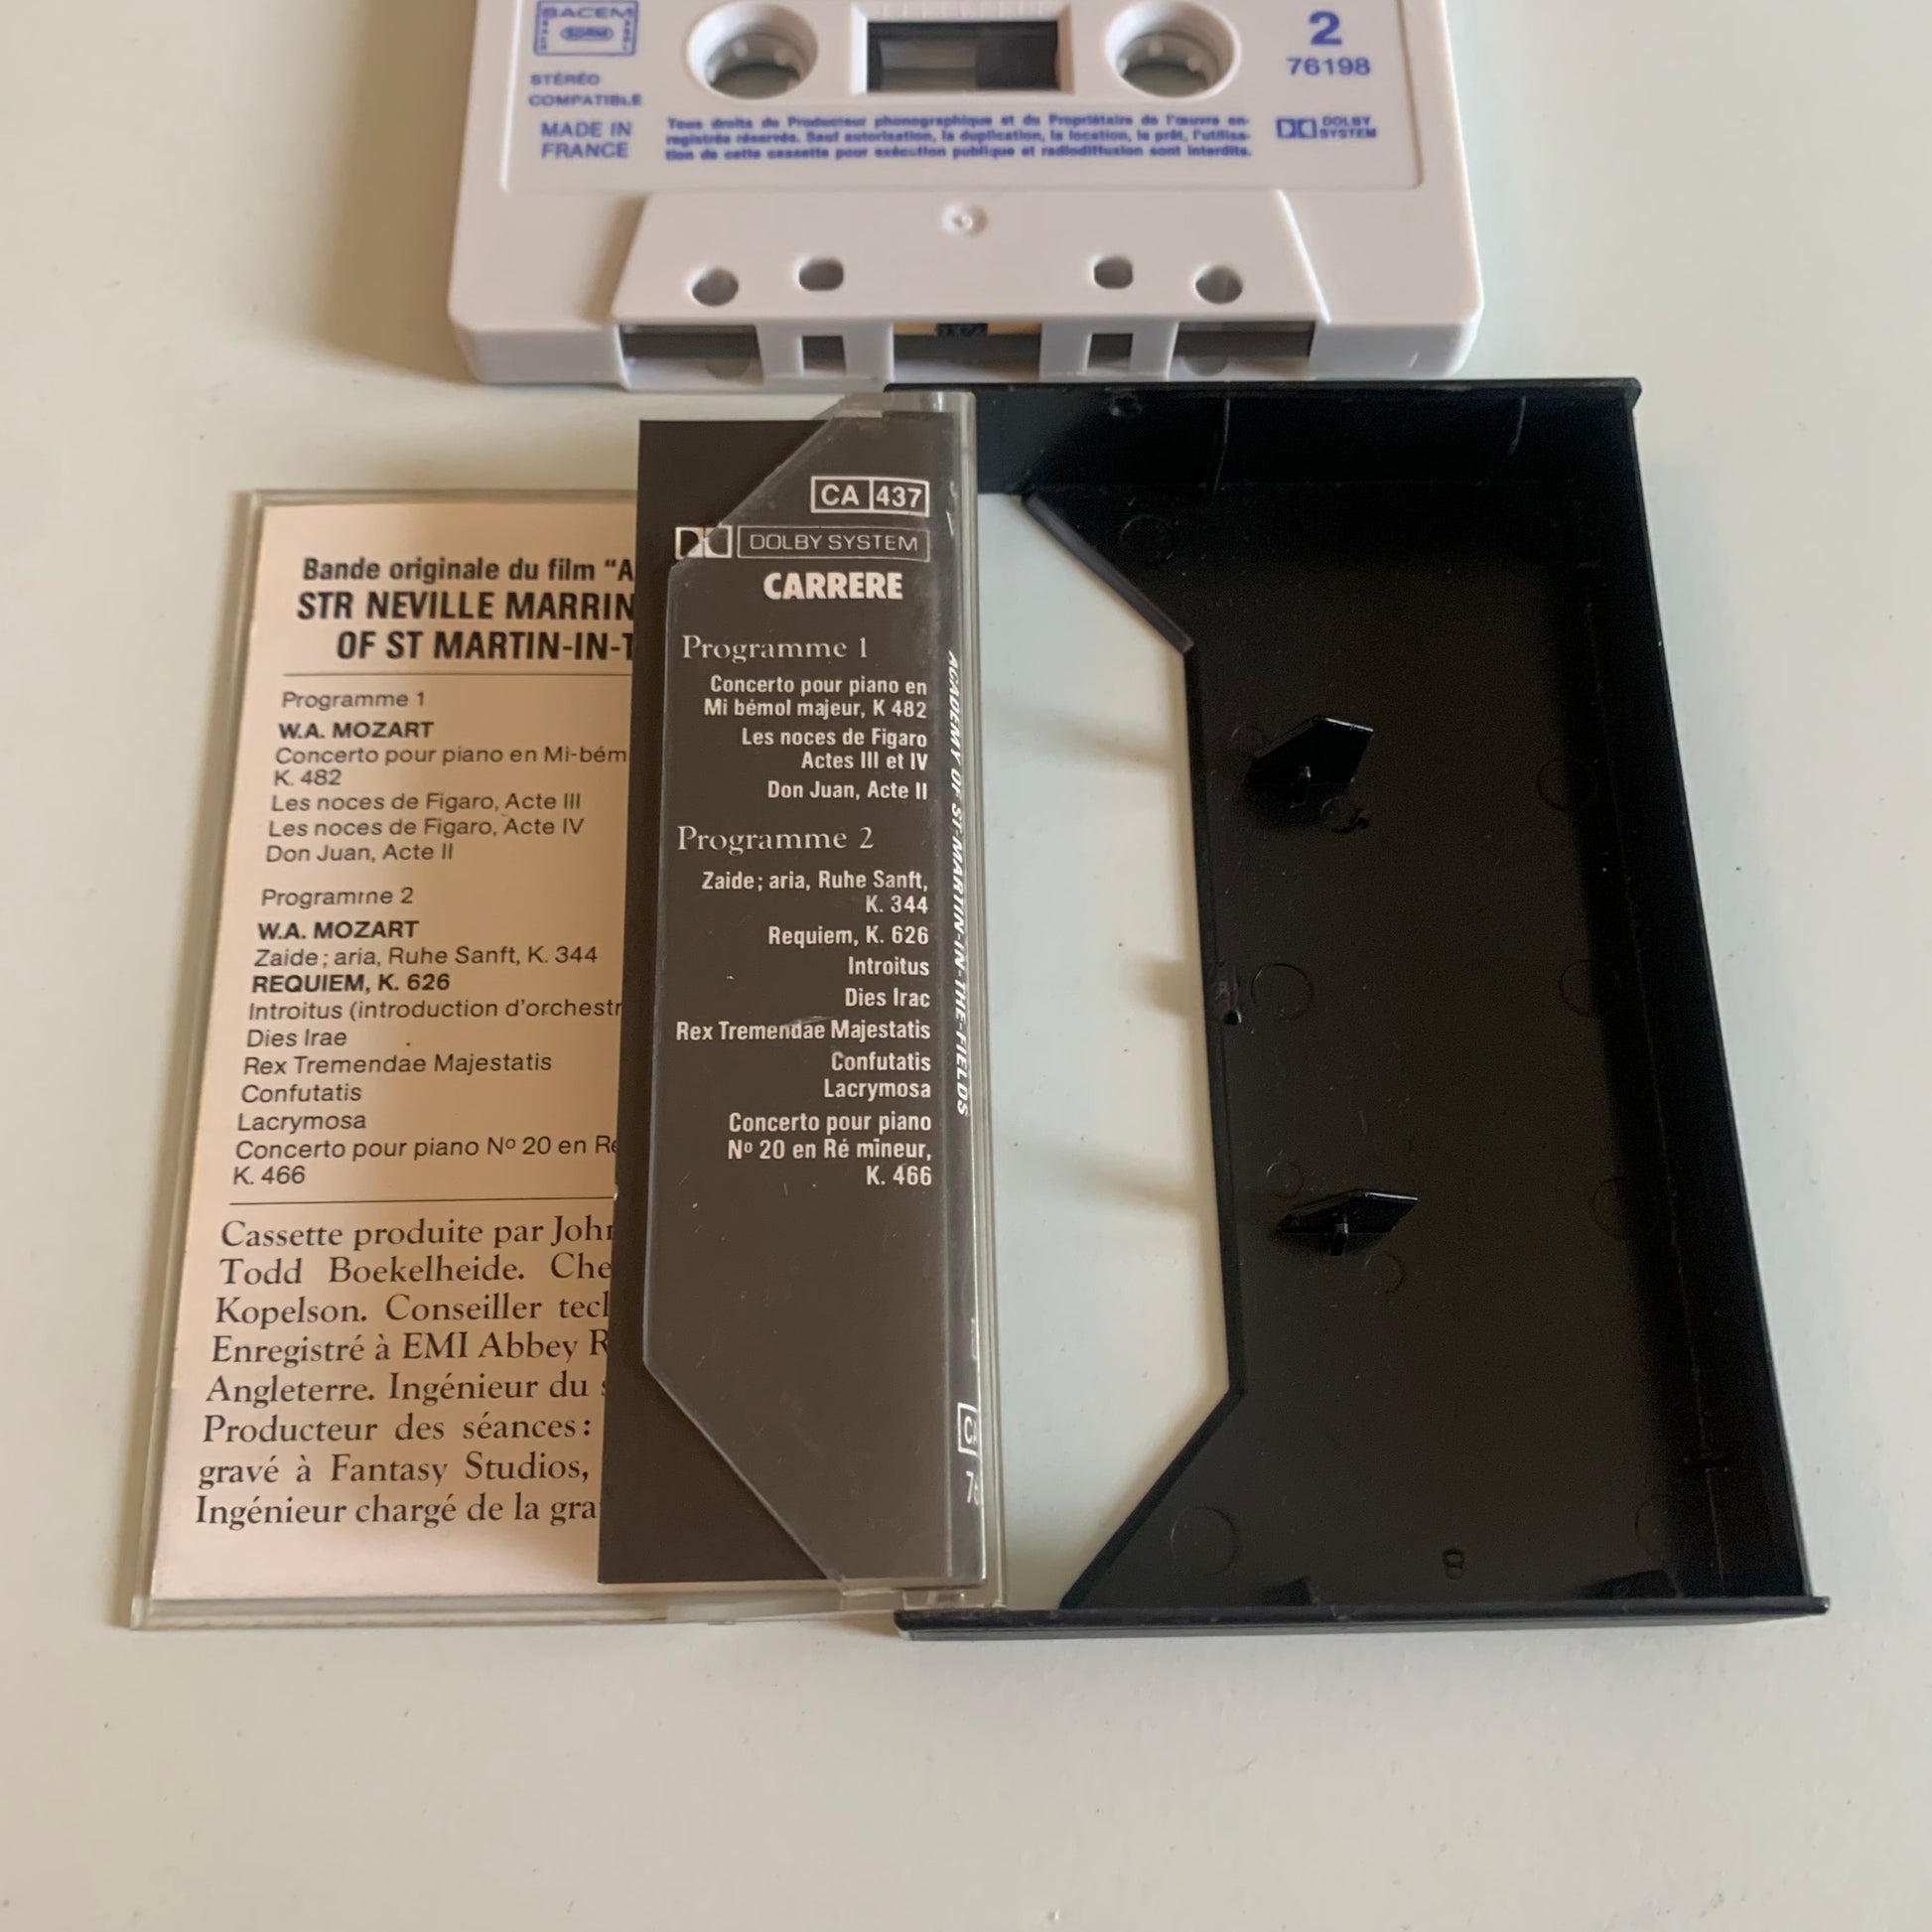 SACEM
SDRM
STÉRÉO
COMPATIBLE
MADE IN
FRANCE
2
76198
DOLBY
SYSTEM
Tous droits du Producteur phonographique et du Propriétaire de l'œuvre en-
registrée réservés. Sauf autorisation, la duplication, la location, le prêt, l'utilisa-
tion de cette cassette pour exécution publique et radiodiffusion sont interdits.
Bande originale du film "A
STR NEVILLE MARRIN
OF ST MARTIN-IN-T
Programme 1
W.A. MOZART
Concerto pour piano en Mi-bém
K. 482
Les noces de Figaro, Acte III
Les noces de Figaro, Acte IV
Don Juan, Acte II
Programme 2
W.A. MOZART
Zaide; aria, Ruhe Sanft, K. 344
REQUIEM, K. 626
Introitus (introduction d'orchestr
Dies Irae
Rex Tremendae Majestatis
Confutatis
Lacrymosa
Concerto pour piano Nº 20 en Ré
K. 466
Cassette produite par John
Todd Boekelheide. Che
Kopelson. Conseiller tech
Enregistré à EMI Abbey R
Angleterre. Ingénieur du s
Producteur des séances:
gravé à Fantasy Studios,
Ingénieur chargé de la gra
CA 437
DOLBY SYSTEM
CARRERE
Programme 1
Concerto pour piano en
Mi bémol majeur, K 482
Les noces de Figaro
Actes III et IV
Don Juan, Acte II
Programme 2
Zaide; aria, Ruhe Sanft,
K. 344
Requiem, K. 626
Introitus
Dies Irac
Rex Tremendae Majestatis
Confutatis
Lacrymosa
Concerto pour piano
Nº 20 en Ré mineur,
K. 466
ACADEMY OF ST-MARTIN-IN-THE-FIELDS
CA
76
8